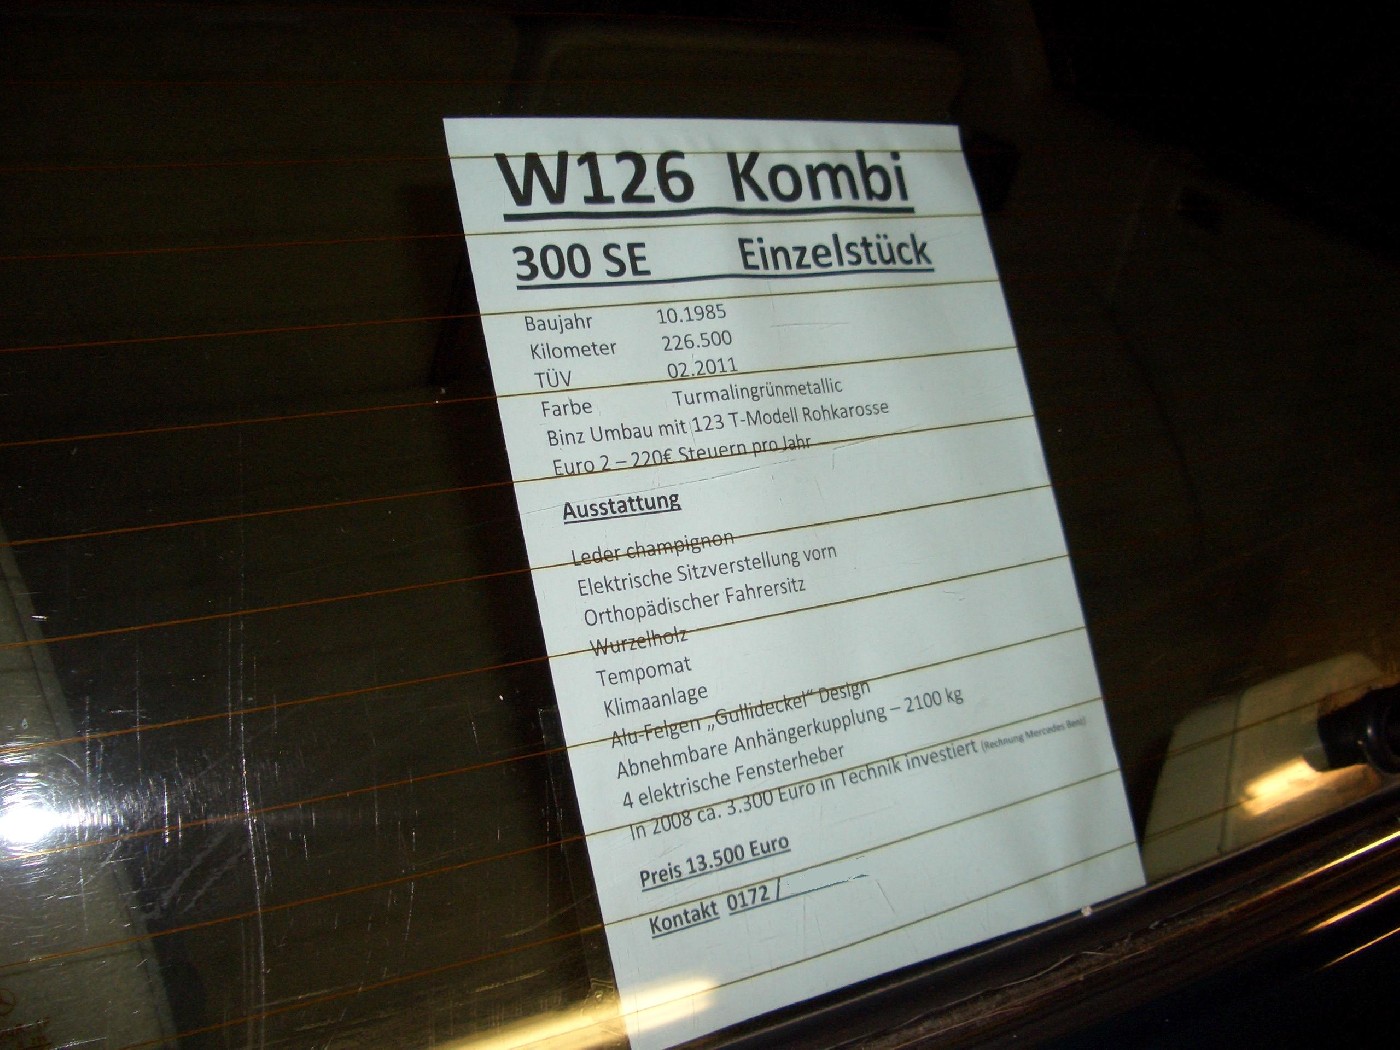 W126 Kombi
300 SE Einzelstück
Baujahr 10.1985
Kilometer 226.500
TÜV 02.2011
Farbe Turmalingrünmetallic
Binz Umbau mit 123 T-Modell Rohkarosse
Euro 2 – 220€ Steuern pro Jahr
Ausstattung
Leder champignon
Elektrische Sitzverstellung vorn
Orthopädischer Fahrersitz
Wurzelholz
Tempomat
Klimaanlage
Alu-Felgen „Gullideckel“ Design
Abnehmbare Anhängerkupplung – 2100 kg
4 elektrische Fensterheber
In 2008 ca. 3.300 Euro in Technik investiert (Rechnung Mercedes Benz)
Preis 13.500 Euro
Kontakt 0172 /